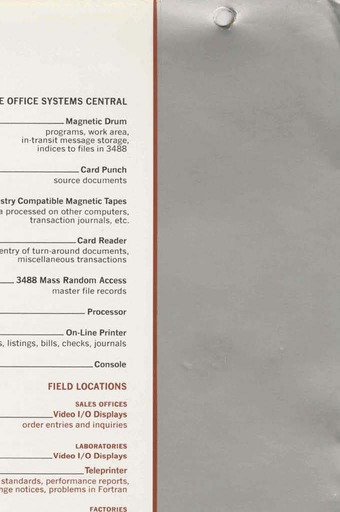 E OFFICE SYSTEMS CENTRAL
Magnetic Drum
programs, work area,
in-transit message storage,
indices to files in 3488
Card Punch
source documents
stry Compatible Magnetic Tapes
a processed on other computers,
transaction journals, etc.
Card Reader
entry of turn-around documents,
miscellaneous transactions
3488 Mass Random Access
master file records
Processor
On-Line Printer
s, listings, bills, checks, journals
Console
FIELD LOCATIONS
SALES OFFICES
Video I/O Displays
order entries and inquiries
LABORATORIES
Video I/O Displays
Teleprinter
standards, performance reports,
nge notices, problems in Fortran
FACTORIES